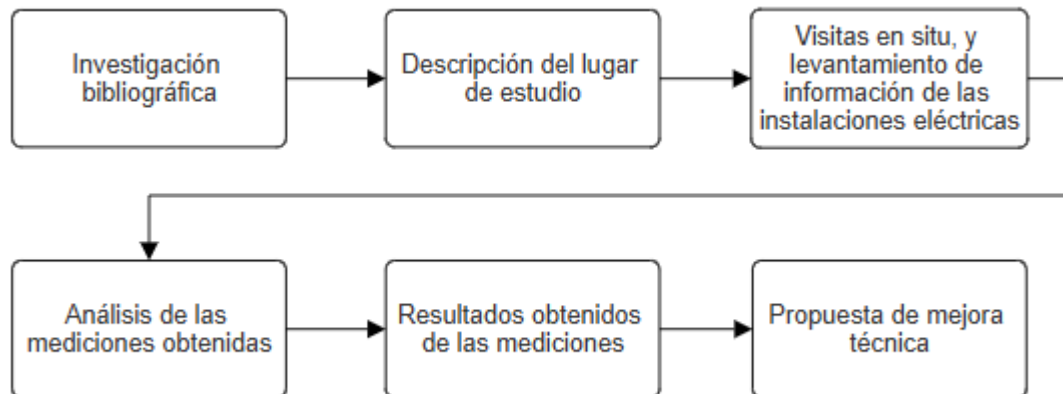 Investigación
bibliográfica
Descripción del lugar
de estudio
Visitas en situ, y
levantamiento de
información de las
instalaciones eléctricas
Análisis de las
mediciones obtenidas
Resultados obtenidos
de las mediciones
Propuesta de mejora
técnica